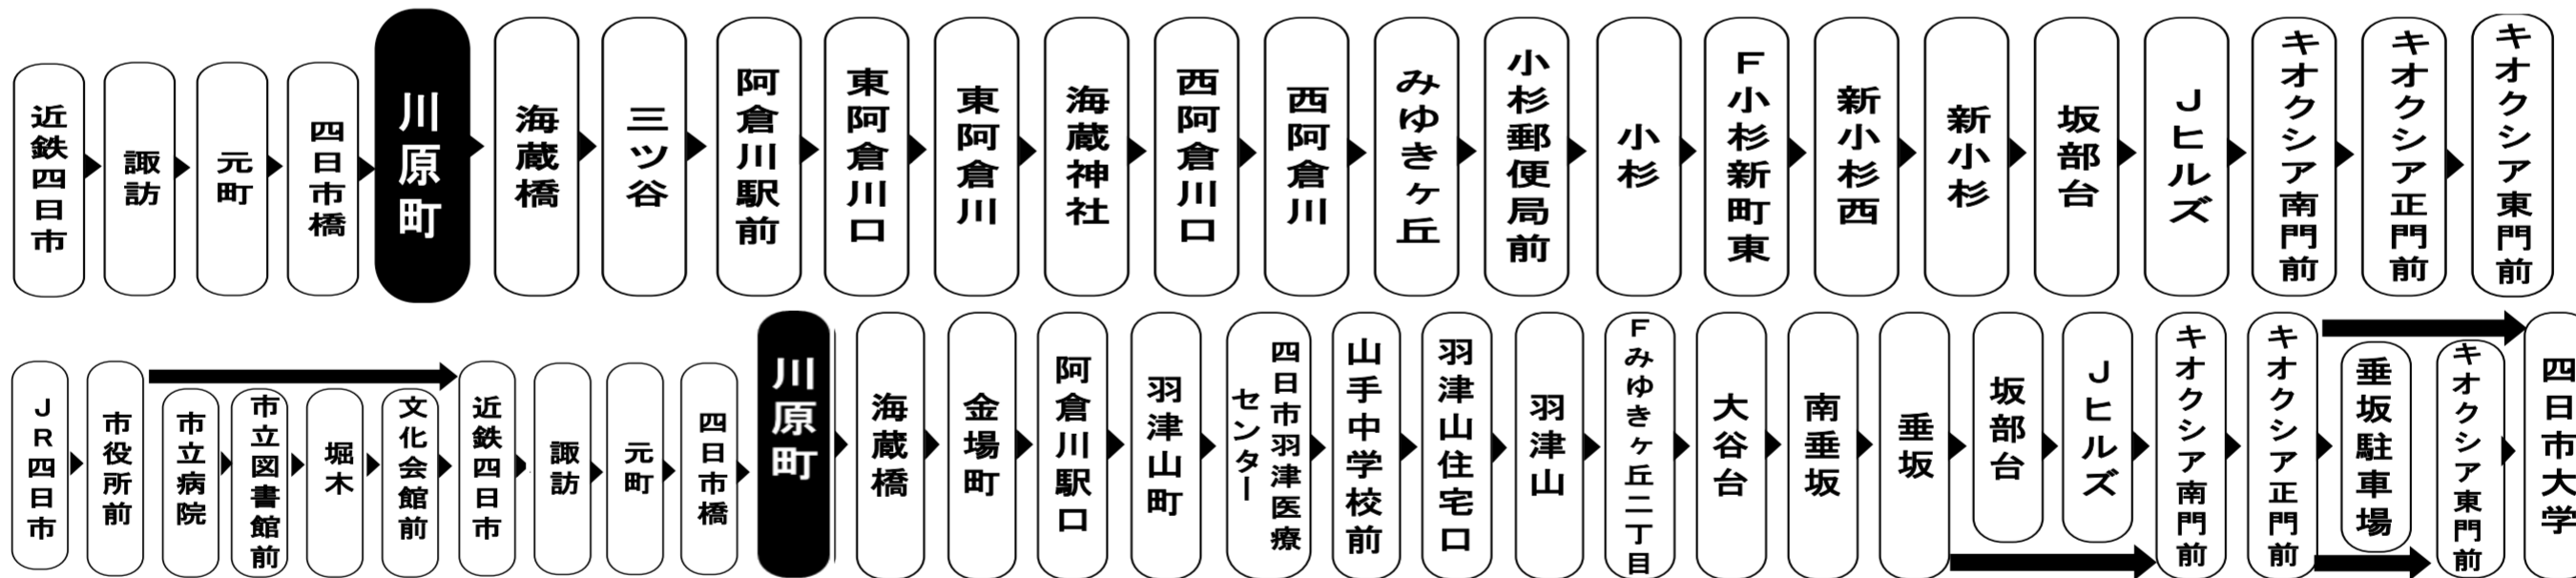 近鉄四日市
諏訪
元町
四日市橋
川原町
海蔵橋
三ツ谷
阿倉川駅前
東阿倉川口
東阿倉川
海蔵神社
西阿倉川口
西阿倉川
みゆきヶ丘
小杉郵便局前
小杉
F小杉新町東
新小杉西
新小杉
坂部台
Jヒルズ
キオクシア南門前
キオクシア正門前
キオクシア東門前
JR四日市
市役所前
市立病院
市立図書館前
堀木
文化会館前
近鉄四日市
諏訪
元町
四日市橋
川原町
海蔵橋
金場町
阿倉川駅口
羽津山町
四日市羽津医療
センター
山手中学校前
羽津山住宅口
羽津山
Fみゆきヶ丘二丁目
大谷台
南垂坂
垂坂
坂部台
Jヒルズ
キオクシア南門前
キオクシア正門前
垂坂駐車場
キオクシア東門前
四日市大学